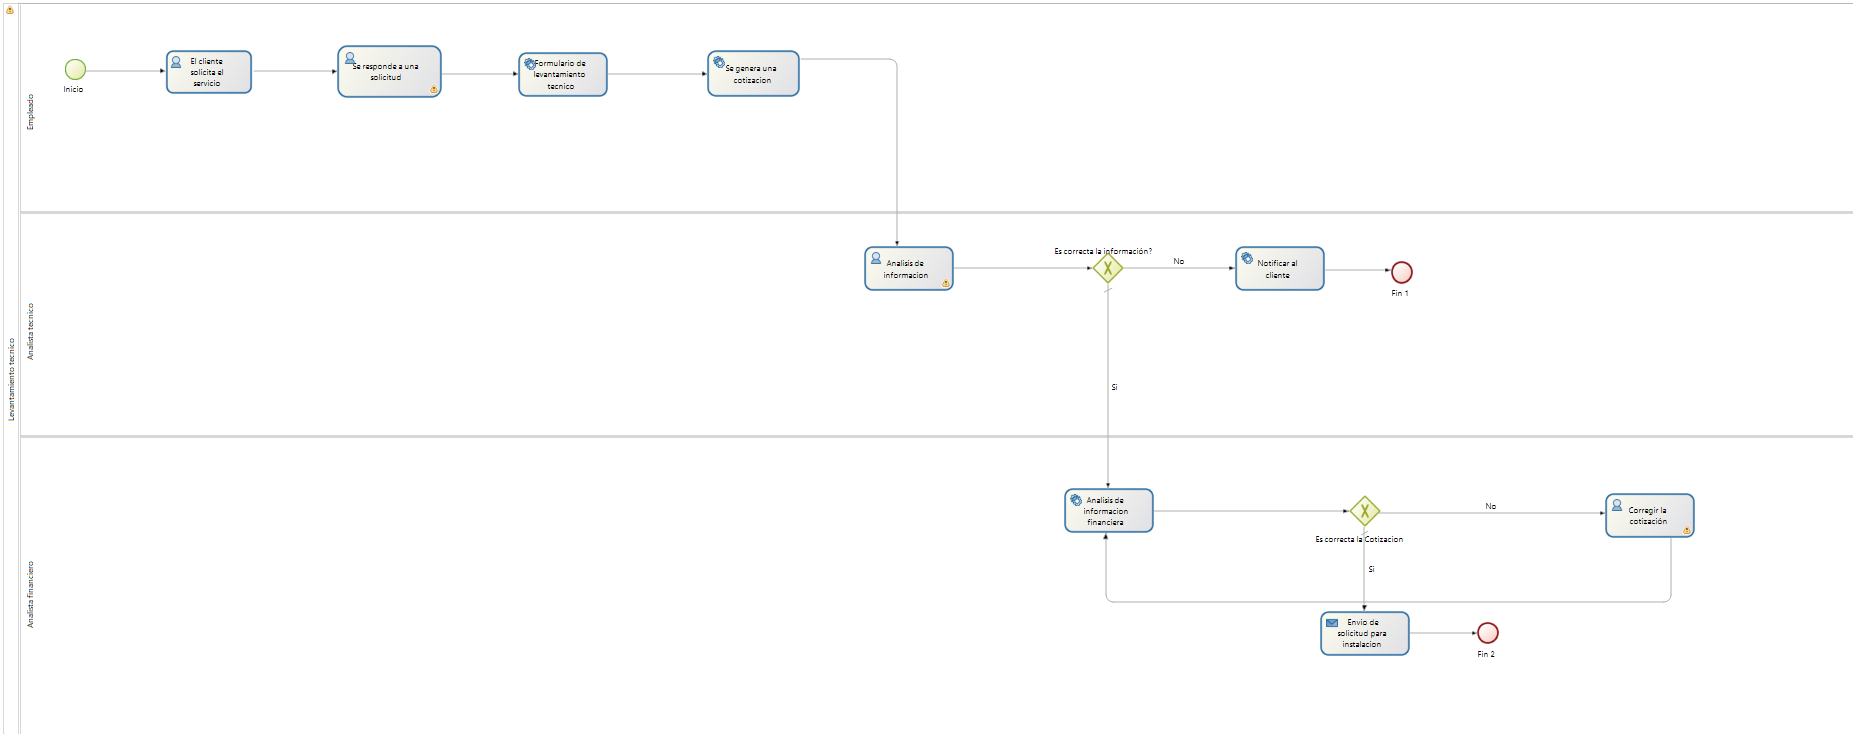 Levantamiento tecnico
Empleado
Inicio
El cliente
solicita el
servicio
Se responde a una
solicitud
Formulario de
levantamiento
tecnico
Se genera una
cotizacion
Analista tecnico
Analisis de
informacion
Es correcta la información?
No
Notificar al
cliente
Fin 1
Si
Analista financiero
Analisis de
informacion
financiera
Es correcta la Cotizacion
No
Corregir la
cotización
Si
Envio de
solicitud para
instalacion
Fin 2